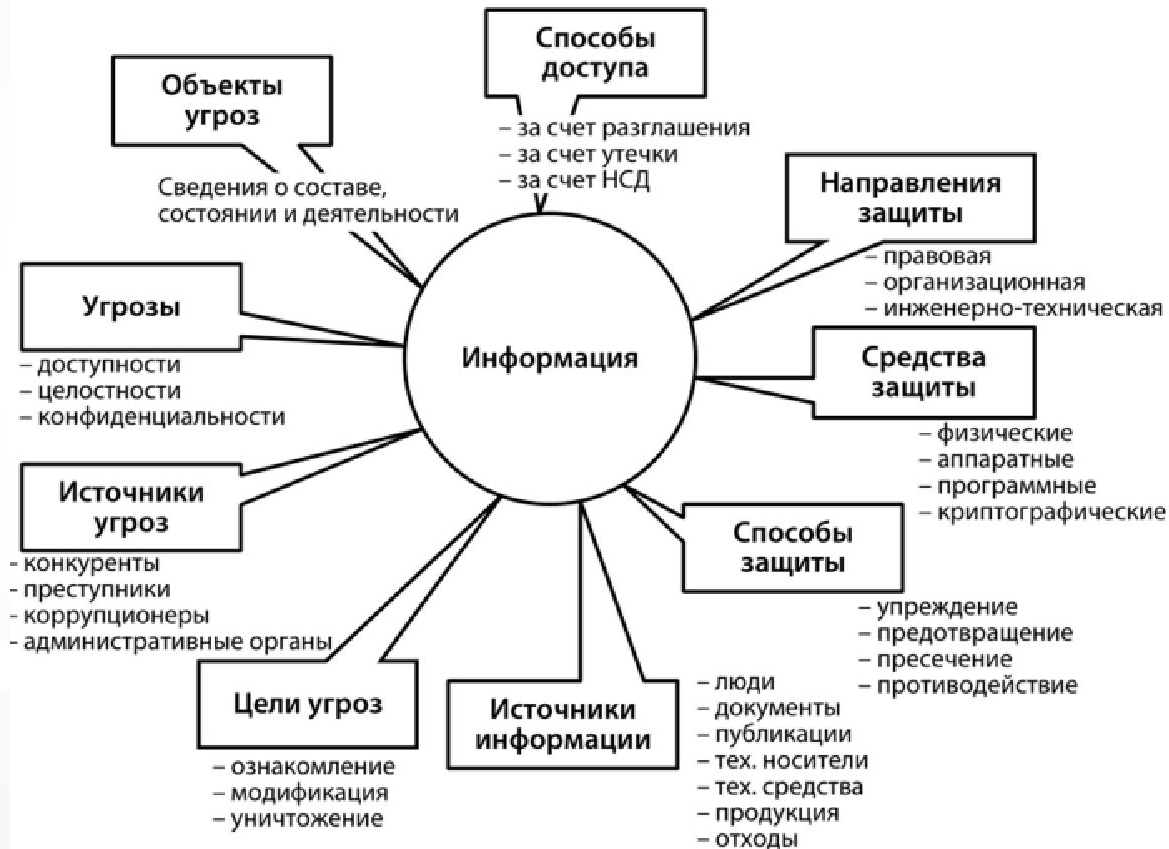 Способы
доступа
– за счет разглашения
– за счет утечки
– за счет НСД
Объекты
угроз
Сведения о составе,
состоянии и деятельности
Направления
защиты
– правовая
– организационная
– инженерно-техническая
Угрозы
– доступности
– целостности
– конфиденциальности
Информация
Средства
защиты
– физические
– аппаратные
– программные
– криптографические
Источники
угроз
- конкуренты
- преступники
- коррупционеры
- административные органы
Способы
защиты
– упреждение
– предотвращение
– пресечение
– противодействие
Цели угроз
– ознакомление
– модификация
– уничтожение
Источники
информации
– люди
– документы
– публикации
– тех. носители
– тех. средства
– продукция
– отходы